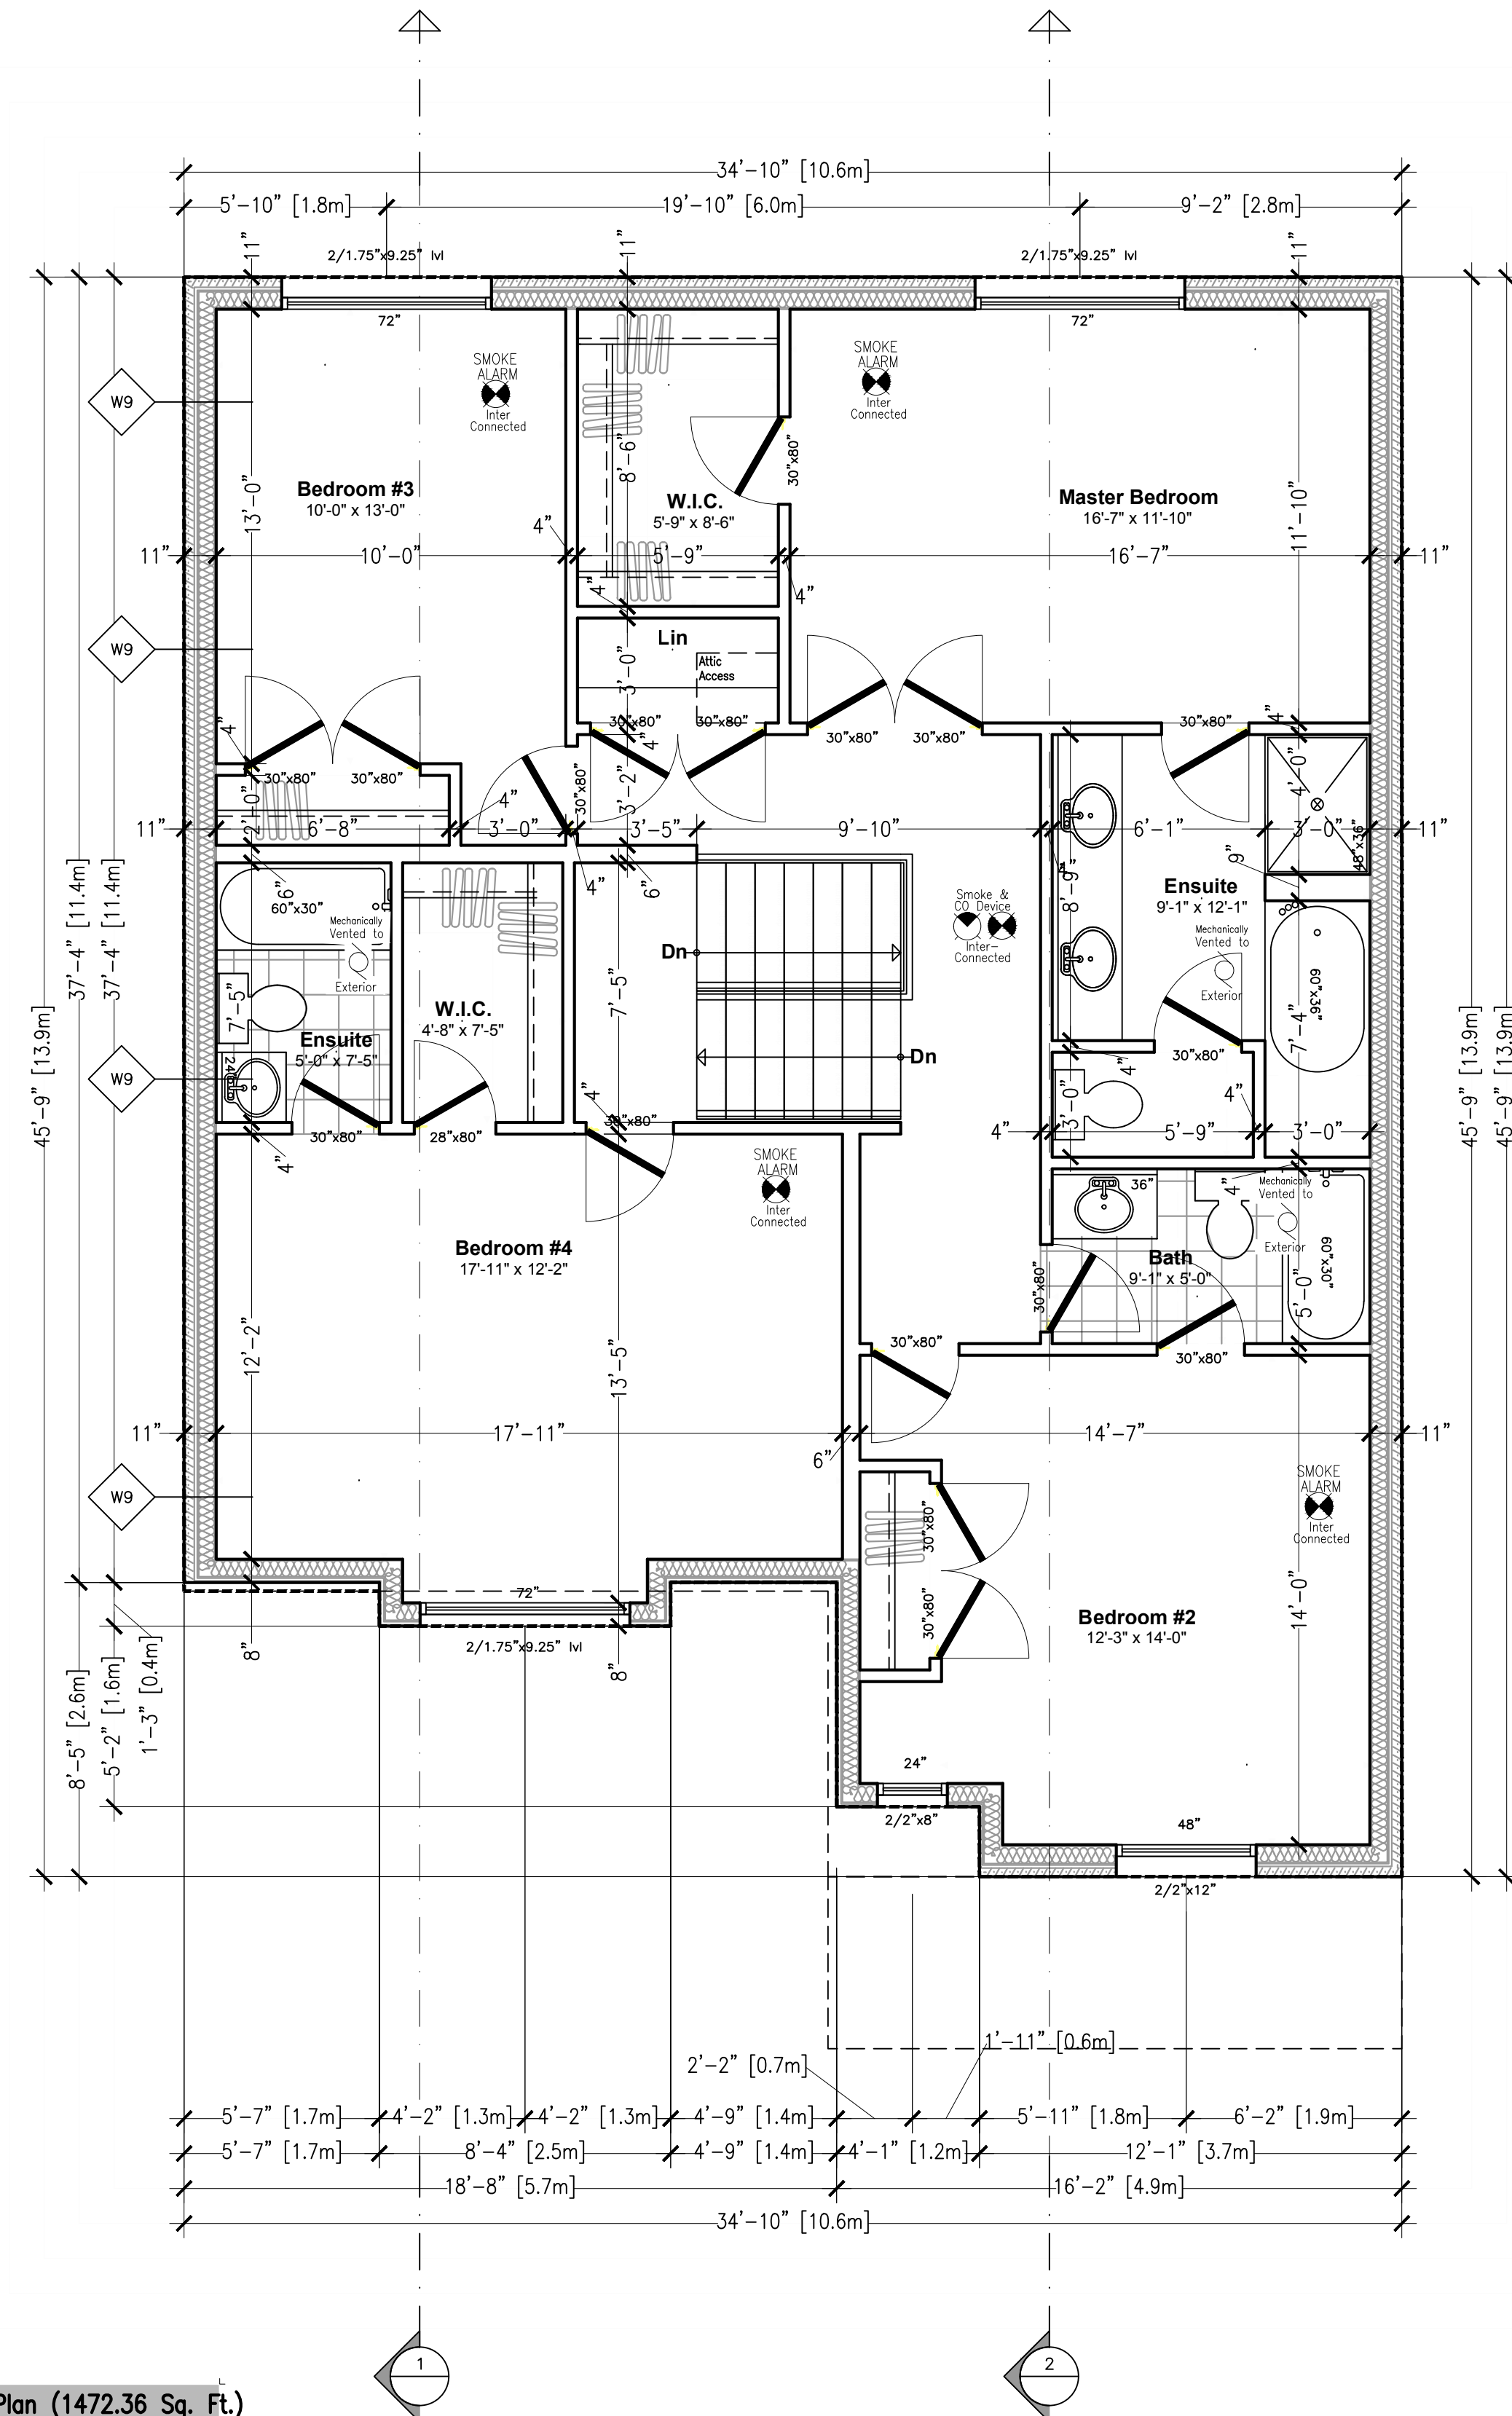 34'-10" [10.6m]
5'-10" [1.8m]
19'-10" [6.0m]
9'-2" [2.8m]
11"
11"
11"
2/1.75"x9.25" lvl
2/1.75"x9.25" lvl
72"
72"
SMOKE
ALARM
Inter
Connected
SMOKE
ALARM
Inter
Connected
W9
8'-6"
30"x80"
13'-0"
Bedroom #3
10'-0" x 13'-0"
W.I.C.
5'-9" x 8'-6"
Master Bedroom
16'-7" x 11'-10"
11'-10"
4"
11"
10'-0"
5'-9"
16'-7"
11"
4"
4"
W9
Lin
Attic
Access
3'-0"
4"
30"x80"
30"x80"
30"x80"
30"x80"
30"x80"
4"
4"
30"x80"
30"x80"
30"x80"
3'-2"
4'-0"
4"
2'-0"
11"
6'-8"
3'-0"
3'-5"
9'-10"
6'-1"
3'-0"
11"
48"x36"
9"
6"
4"
6"
8'-9"
60"x30"
Mechanically
Vented to
Exterior
Smoke &
CO Device
Inter-
Connected
Ensuite
9'-1" x 12'-1"
Mechanically
Vented to
Exterior
60"x36"
Dn
7'-5"
7'-5"
W.I.C.
4'-8" x 7'-5"
Ensuite
5'-0" x 7'-5"
7'-4"
Dn
W9
30"x80"
4"
4"
3'-0"
4"
30"x80"
30"x80"
28"x80"
4"
4"
5'-9"
3'-0"
45'-9" [13.9m]
37'-4" [11.4m]
37'-4" [11.4m]
45'-9" [13.9m]
45'-9" [13.9m]
SMOKE
ALARM
Inter
Connected
36"
4"
Mechanically
Vented to
Exterior
Bedroom #4
17'-11" x 12'-2"
Bath
9'-1" x 5'-0"
60"x30"
5'-0"
30"x80"
30"x80"
30"x80"
12'-2"
13'-5"
11"
17'-11"
6"
14'-7"
11"
SMOKE
ALARM
Inter
Connected
W9
30"x80"
30"x80"
72"
2/1.75"x9.25" lvl
8"
8"
Bedroom #2
12'-3" x 14'-0"
14'-0"
8'-5" [2.6m]
5'-2" [1.6m]
1'-3" [0.4m]
24"
2/2"x8"
48"
2/2"x12"
1'-11" [0.6m]
2'-2" [0.7m]
5'-7" [1.7m]
4'-2" [1.3m]
4'-2" [1.3m]
4'-9" [1.4m]
5'-11" [1.8m]
6'-2" [1.9m]
5'-7" [1.7m]
8'-4" [2.5m]
4'-9" [1.4m]
4'-1" [1.2m]
12'-1" [3.7m]
18'-8" [5.7m]
16'-2" [4.9m]
34'-10" [10.6m]
1
2
Plan (1472.36 Sq. Ft.)